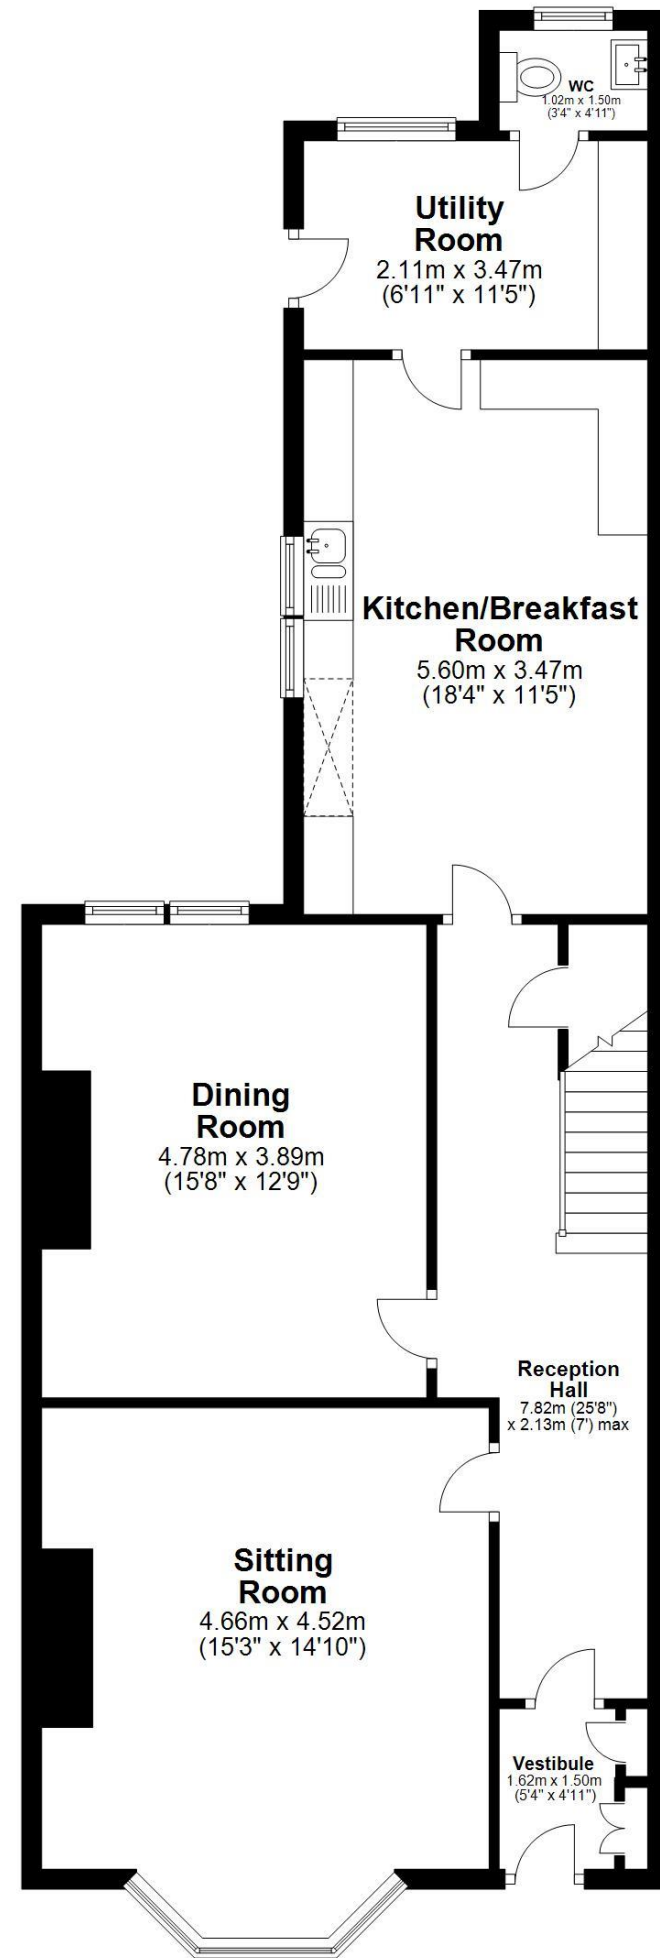 WC
1.02m x 1.50m
(3'4" x 4'11")
Utility
Room
2.11m x 3.47m
(6'11" x 11'5")
Kitchen/Breakfast
Room
5.60m x 3.47m
(18'4" x 11'5")
Dining
Room
4.78m x 3.89m
(15'8" x 12'9")
Reception
Hall
7.82m (25'8")
x 2.13m (7') max
Sitting
Room
4.66m x 4.52m
(15'3" x 14'10")
Vestibule
1.62m x 1.50m
(5'4" x 4'11")